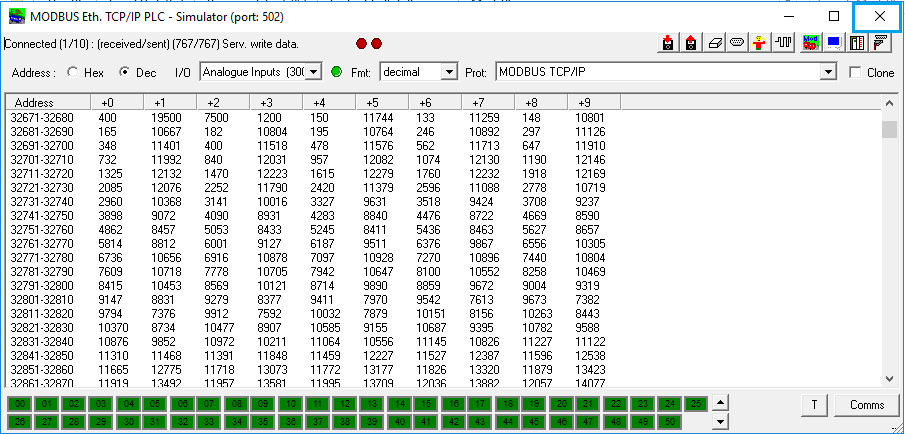 MODBUS Eth. TCP/IP PLC - Simulator (port: 502)
Connected (1/10) : (received/sent) (767/767) Serv. write data.
Mod
Address : Hex Dec I/O Analogue Inputs (300 Fmt: decimal Prot: MODBUS TCP/IP Clone
Address +0 +1 +2 +3 +4 +5 +6 +7 +8 +9
32671-32680 400 19500 7500 1200 150 11744 133 11259 148 10801
32681-32690 165 10667 182 10804 195 10764 246 10892 297 11126
32691-32700 348 11401 400 11518 478 11576 562 11713 647 11910
32701-32710 732 11992 840 12031 957 12082 1074 12130 1190 12146
32711-32720 1325 12132 1470 12223 1615 12279 1760 12232 1918 12169
32721-32730 2085 12076 2252 11790 2420 11379 2596 11088 2778 10719
32731-32740 2960 10368 3141 10016 3327 9631 3518 9424 3708 9237
32741-32750 3898 9072 4090 8931 4283 8840 4476 8722 4669 8590
32751-32760 4862 8457 5053 8433 5245 8411 5436 8463 5627 8657
32761-32770 5814 8812 6001 9127 6187 9511 6376 9867 6556 10305
32771-32780 6736 10656 6916 10878 7097 10928 7270 10896 7440 10804
32781-32790 7609 10718 7778 10705 7942 10647 8100 10552 8258 10469
32791-32800 8415 10453 8569 10121 8714 9890 8859 9672 9004 9319
32801-32810 9147 8831 9279 8377 9411 7970 9542 7613 9673 7382
32811-32820 9794 7376 9912 7592 10032 7879 10151 8156 10263 8443
32821-32830 10370 8734 10477 8907 10585 9155 10687 9395 10782 9588
32831-32840 10876 9852 10972 10211 11064 10556 11145 10826 11227 11122
32841-32850 11310 11468 11391 11848 11459 12227 11527 12387 11596 12538
32851-32860 11665 12775 11718 13073 11772 13177 11826 13320 11879 13423
32861-32870 11919 13492 11957 13581 11995 13709 12036 13882 12057 14077
00 01 02 03 04 05 06 07 08 09 10 11 12 13 14 15 16 17 18 19 20 21 22 23 24 25
26 27 28 29 30 31 32 33 34 35 36 37 38 39 40 41 42 43 44 45 46 47 48 49 50
T Comms